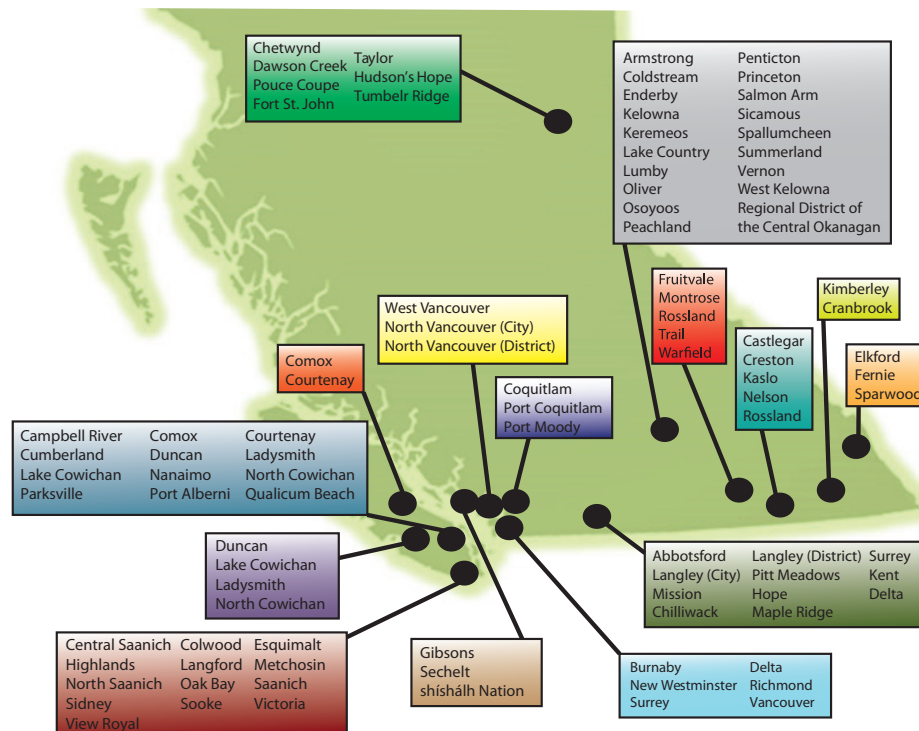 Chetwynd
Dawson Creek
Pouce Coupe
Fort St. John
Taylor
Hudson's Hope
Tumbelr Ridge
Armstrong
Coldstream
Enderby
Kelowna
Keremeos
Lake Country
Lumby
Oliver
Osoyoos
Peachland
Penticton
Princeton
Salmon Arm
Sicamous
Spallumcheen
Summerland
Vernon
West Kelowna
Regional District of
the Central Okanagan
Fruitvale
Montrose
Rossland
Trail
Warfield
Kimberley
Cranbrook
West Vancouver
North Vancouver (City)
North Vancouver (District)
Castlegar
Creston
Kaslo
Nelson
Rossland
Elkford
Fernie
Sparwood
Comox
Courtenay
Coquitlam
Port Coquitlam
Port Moody
Campbell River
Cumberland
Lake Cowichan
Parksville
Comox
Duncan
Nanaimo
Port Alberni
Courtenay
Ladysmith
North Cowichan
Qualicum Beach
Duncan
Lake Cowichan
Ladysmith
North Cowichan
Abbotsford
Langley (City)
Mission
Chilliwack
Langley (District)
Pitt Meadows
Hope
Maple Ridge
Surrey
Kent
Delta
Central Saanich
Highlands
North Saanich
Sidney
View Royal
Colwood
Langford
Oak Bay
Sooke
Esquimalt
Metchosin
Saanich
Victoria
Gibsons
Sechelt
shíshálh Nation
Burnaby
New Westminster
Surrey
Delta
Richmond
Vancouver